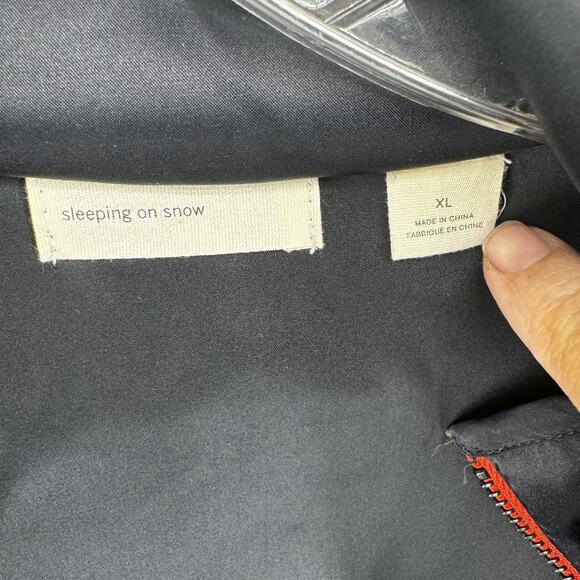 sleeping on snow
XL
MADE IN CHINA
FABRIQUÉ EN CHINE